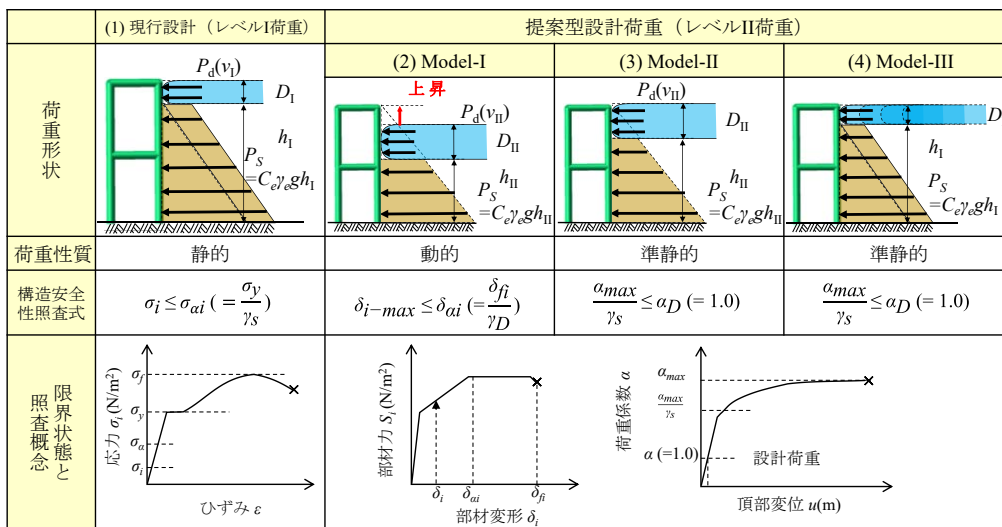 (1) 現行設計（レベルI荷重）
提案型設計荷重（レベルII荷重）
(2) Model-I
(3) Model-II
(4) Model-III
荷重形状
P_d(v_I)
D_I
h_I
P_S
=C_eγ_egh_I
上昇
P_d(v_II)
D_II
h_II
P_S
=C_eγ_egh_II
P_d(v_II)
D_II
h_II
P_S
=C_eγ_egh_II
D
h_I
P_S
=C_eγ_egh_I
荷重性質
静的
動的
準静的
準静的
構造安全
性照査式
σ_i ≤ σ_αi ( = σ_y/γ_s )
δ_i−max ≤ δ_αi (= δ_fi/γ_D )
α_max/γ_s ≤ α_D (= 1.0)
α_max/γ_s ≤ α_D (= 1.0)
限界状態と
照査概念
応力 σ_i (N/m²)
σ_f
σ_y
σ_α
σ_i
ひずみ ε
部材力 S_i (N/m²)
δ_i
δ_αi
δ_fi
部材変形 δ_i
荷重係数 α
α_max
α_max/γ_s
α (=1.0)
設計荷重
頂部変位 u(m)